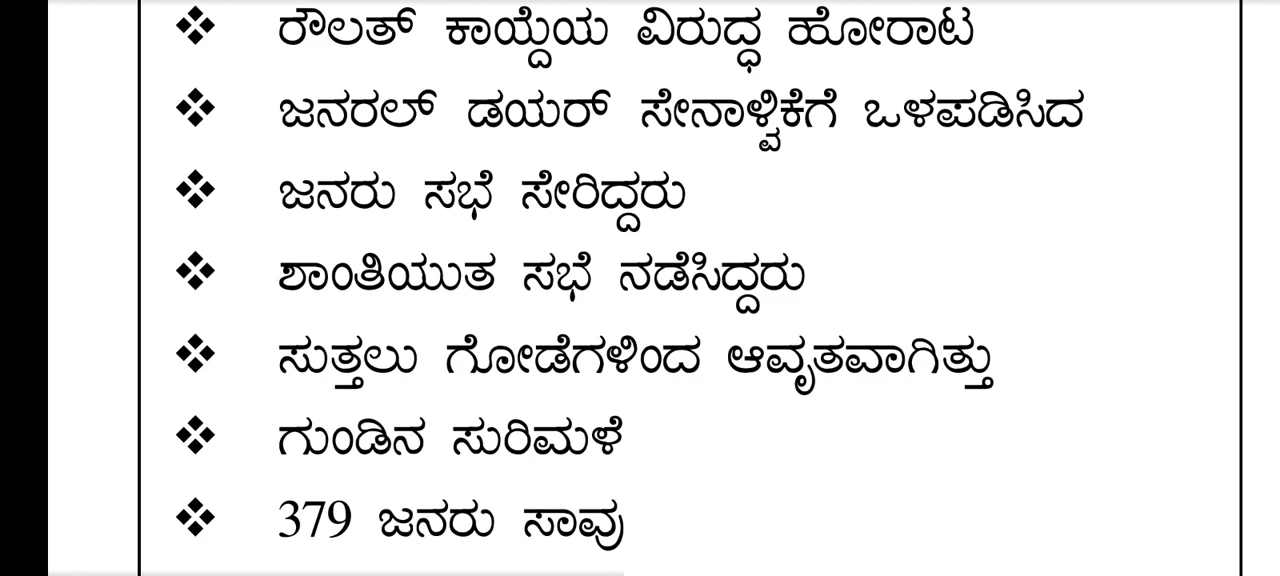 ❖ ರೌಲತ್ ಕಾಯ್ದೆಯ ವಿರುದ್ಧ ಹೋರಾಟ
❖ ಜನರಲ್ ಡಯರ್ ಸೇನಾಳ್ವಿಕೆಗೆ ಒಳಪಡಿಸಿದ
❖ ಜನರು ಸಭೆ ಸೇರಿದ್ದರು
❖ ಶಾಂತಿಯುತ ಸಭೆ ನಡೆಸಿದ್ದರು
❖ ಸುತ್ತಲು ಗೋಡೆಗಳಿಂದ ಆವೃತವಾಗಿತ್ತು
❖ ಗುಂಡಿನ ಸುರಿಮಳೆ
❖ 379 ಜನರು ಸಾವು